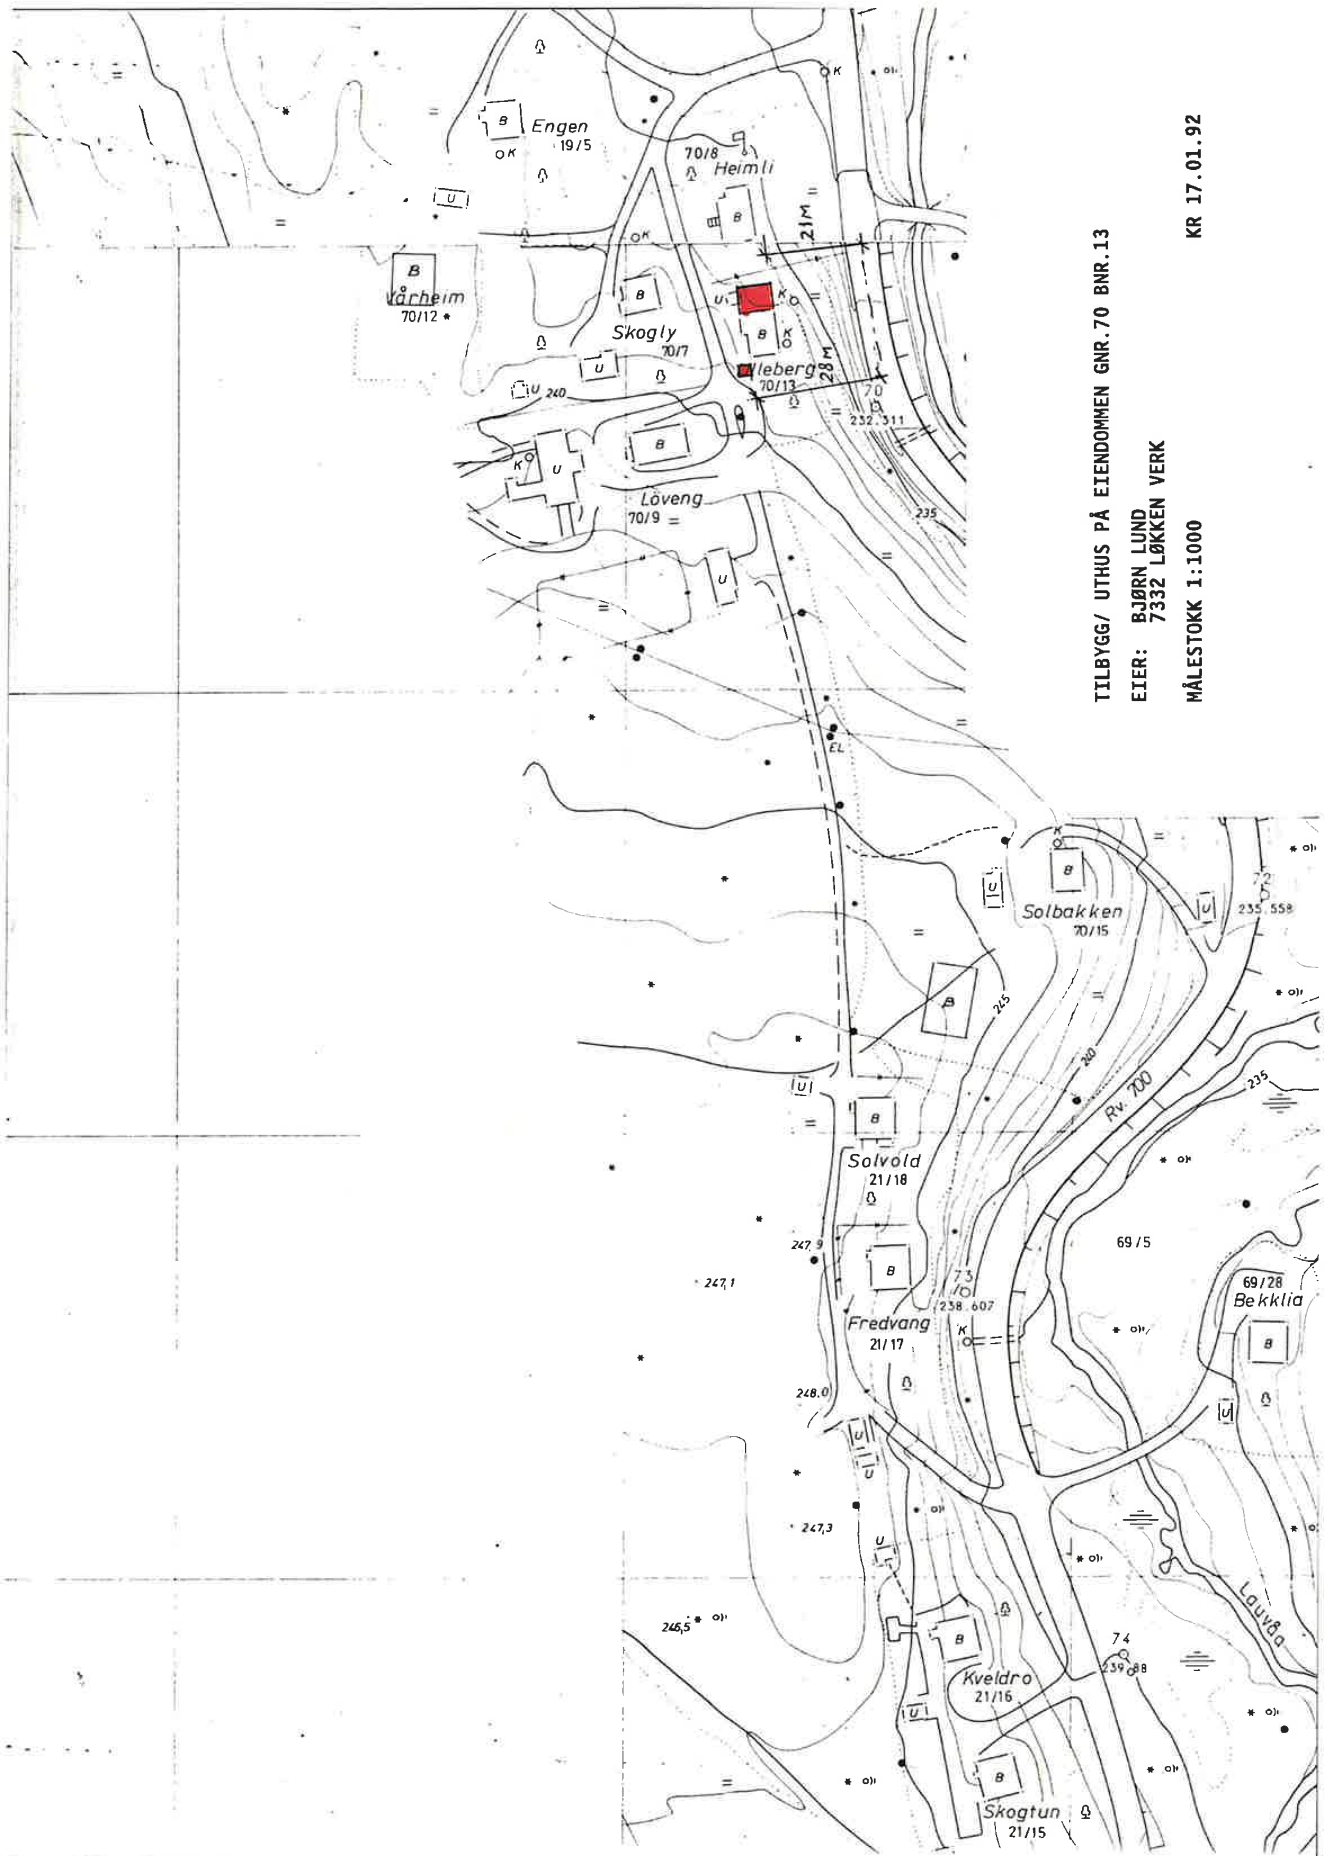 K
B
Engen
19/5
K
U
70/8
Heimli
B
21M
K
B
Vårheim
70/12
B
Skogly
70/7
U
K
B
K
lleberg
70/13
28M
U
U
240
70
232.311
K
U
B
Löveng
70/9
235
U
EL
K
B
U
Solbakken
70/15
U
72
235.558
B
245
240
Rv. 700
235
U
B
Solvold
21/18
247,9
69/5
247,1
B
73
238.607
Fredvang
21/17
K
69/28
Bekklia
B
248.0
U
U
U
247,3
U
Lauvåa
246,5
B
Kveldro
21/16
74
U
B
Skogtun
21/15
TILBYGG/ UTHUS PÅ EIENDOMMEN GNR.70 BNR.13
EIER: BJØRN LUND
7332 LØKKEN VERK
MÅLESTOKK 1:1000
KR 17.01.92